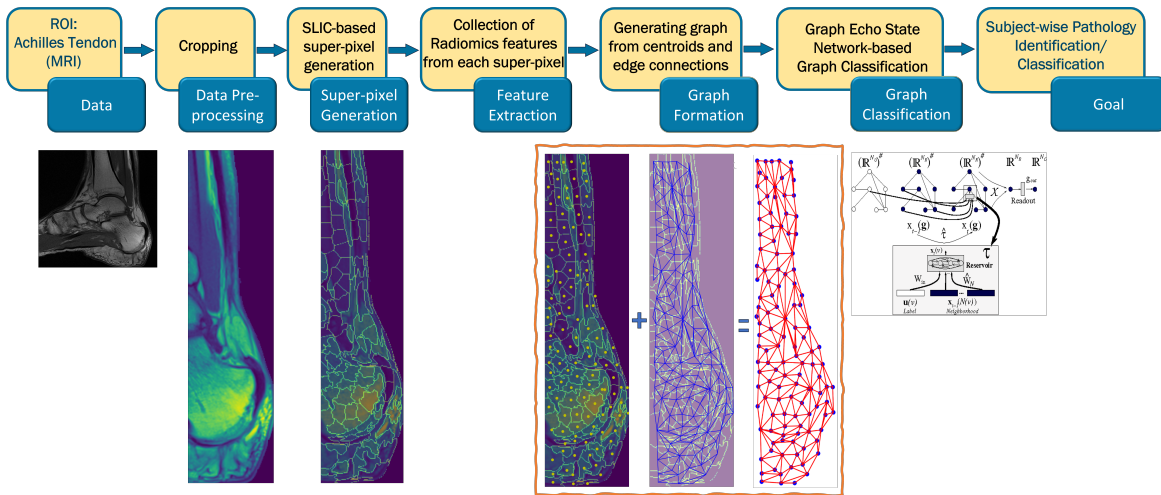 ROI:
Achilles Tendon
(MRI)
Data
Cropping
Data Pre-
processing
SLIC-based
super-pixel
generation
Super-pixel
Generation
Collection of
Radiomics features
from each super-pixel
Feature
Extraction
Generating graph
from centroids and
edge connections
Graph
Formation
Graph Echo State
Network-based
Graph Classification
Graph
Classification
Subject-wise Pathology
Identification/
Classification
Goal
+
=
Readout
χ
τ̂
τ
Reservoir
Label
Neighborhood